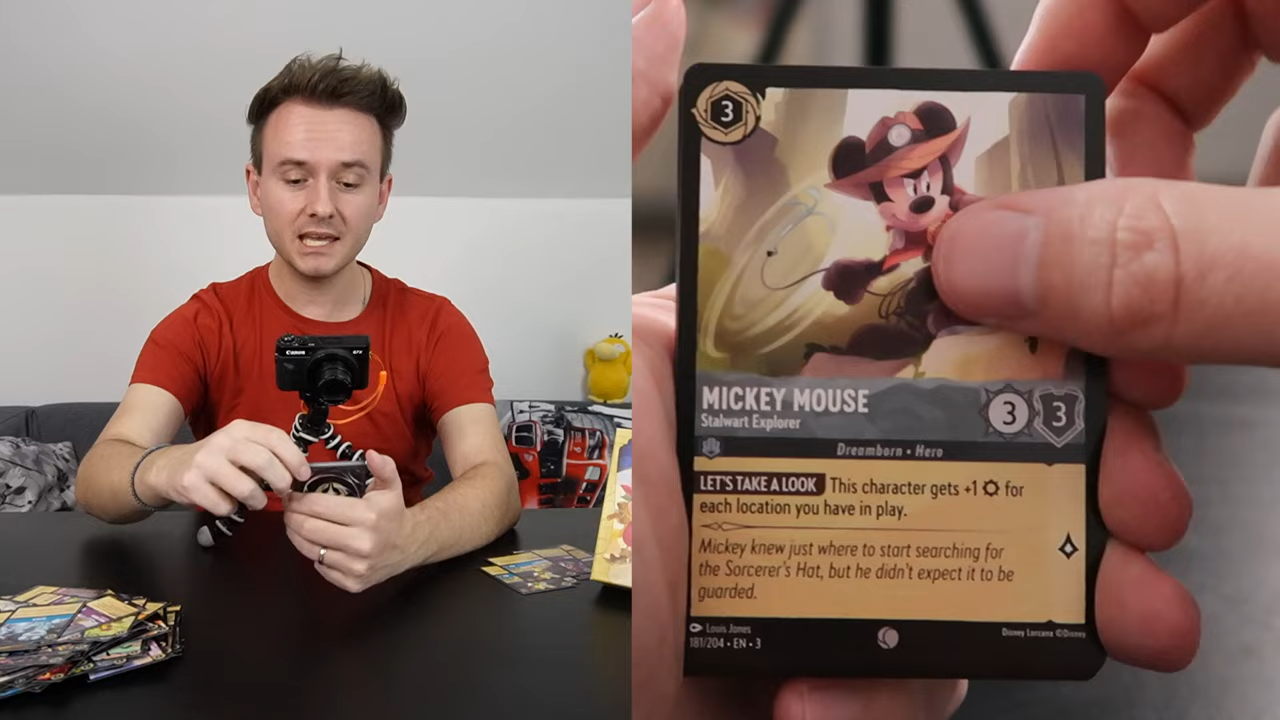 Canon
G7X
3
MICKEY MOUSE
Stalwart Explorer
3 3
Dreamborn • Hero
LET'S TAKE A LOOK This character gets +1 for
each location you have in play.
Mickey knew just where to start searching for
the Sorcerer's Hat, but he didn't expect it to be
guarded.
Louis Jones
181/204 • EN • 3
Disney Lorcana ©Disney